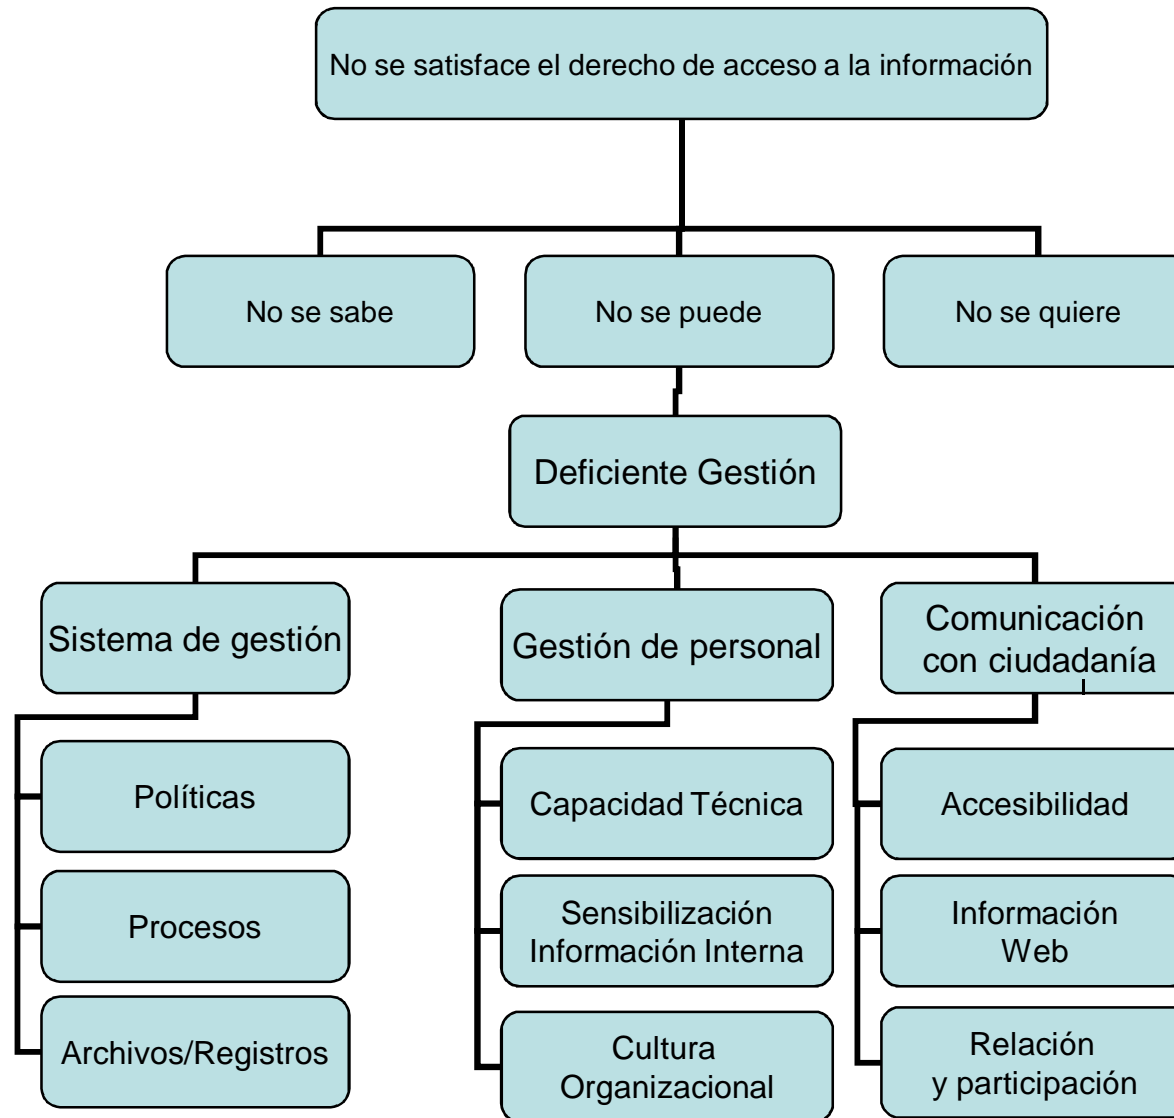 No se satisface el derecho de acceso a la información
No se sabe
No se puede
No se quiere
Deficiente Gestión
Sistema de gestión
Gestión de personal
Comunicación
con ciudadanía
Políticas
Capacidad Técnica
Accesibilidad
Procesos
Sensibilización
Información Interna
Información
Web
Archivos/Registros
Cultura
Organizacional
Relación
y participación